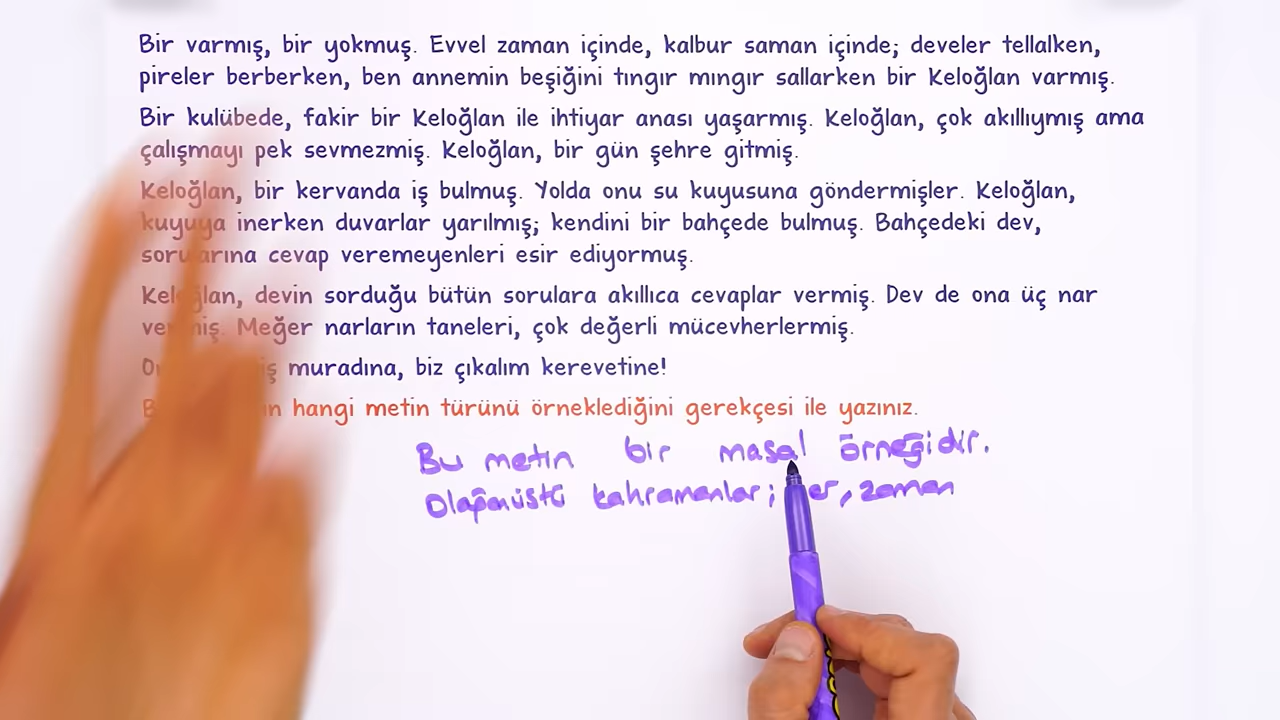 Bir varmış, bir yokmuş. Evvel zaman içinde, kalbur saman içinde; develer tellalken,
pireler berberken, ben annemin beşiğini tıngır mıngır sallarken bir Keloğlan varmış.
Bir kulübede, fakir bir Keloğlan ile ihtiyar anası yaşarmış. Keloğlan, çok akıllıymış ama
çalışmayı pek sevmezmiş. Keloğlan, bir gün şehre gitmiş.
Keloğlan, bir kervanda iş bulmuş. Yolda onu su kuyusuna göndermişler. Keloğlan,
kuyuya inerken duvarlar yarılmış; kendini bir bahçede bulmuş. Bahçedeki dev,
sorularına cevap veremeyenleri esir ediyormuş.
Keloğlan, devin sorduğu bütün sorulara akıllıca cevaplar vermiş. Dev de ona üç nar
vermiş. Meğer narların taneleri, çok değerli mücevherlermiş.
muradına, biz çıkalım kerevetine!
hangi metin türünü örneklediğini gerekçesi ile yazınız.
Bu metin bir masal örneğidir.
Olağanüstü kahramanlar; yer, zaman